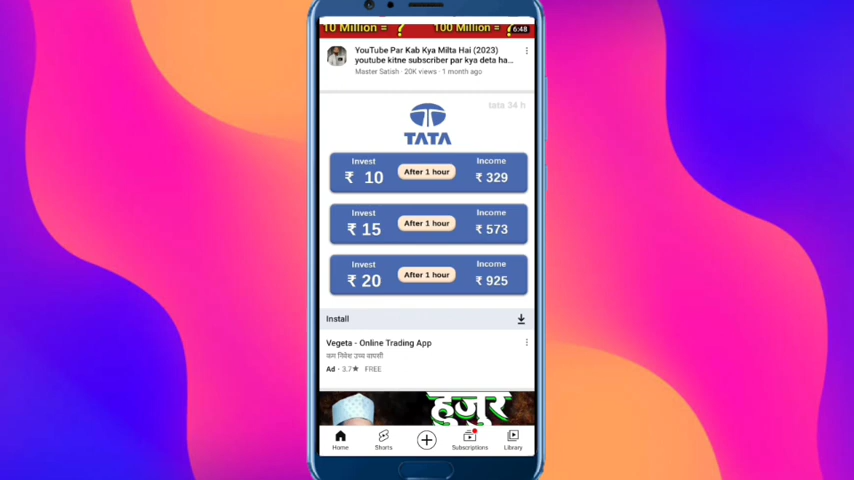 10 Million = ? 100 Million = ?
6:48
YouTube Par Kab Kya Milta Hai (2023)
youtube kitne subscriber par kya deta ha...
Master Satish · 20K views · 1 month ago
tata 34 h
TATA
Invest Income
₹ 10 After 1 hour ₹ 329
Invest Income
₹ 15 After 1 hour ₹ 573
Invest Income
₹ 20 After 1 hour ₹ 925
Install
Vegeta - Online Trading App
कम निवेश उच्च वापसी
Ad · 3.7★ FREE
हुजुर
Home Shorts Subscriptions Library